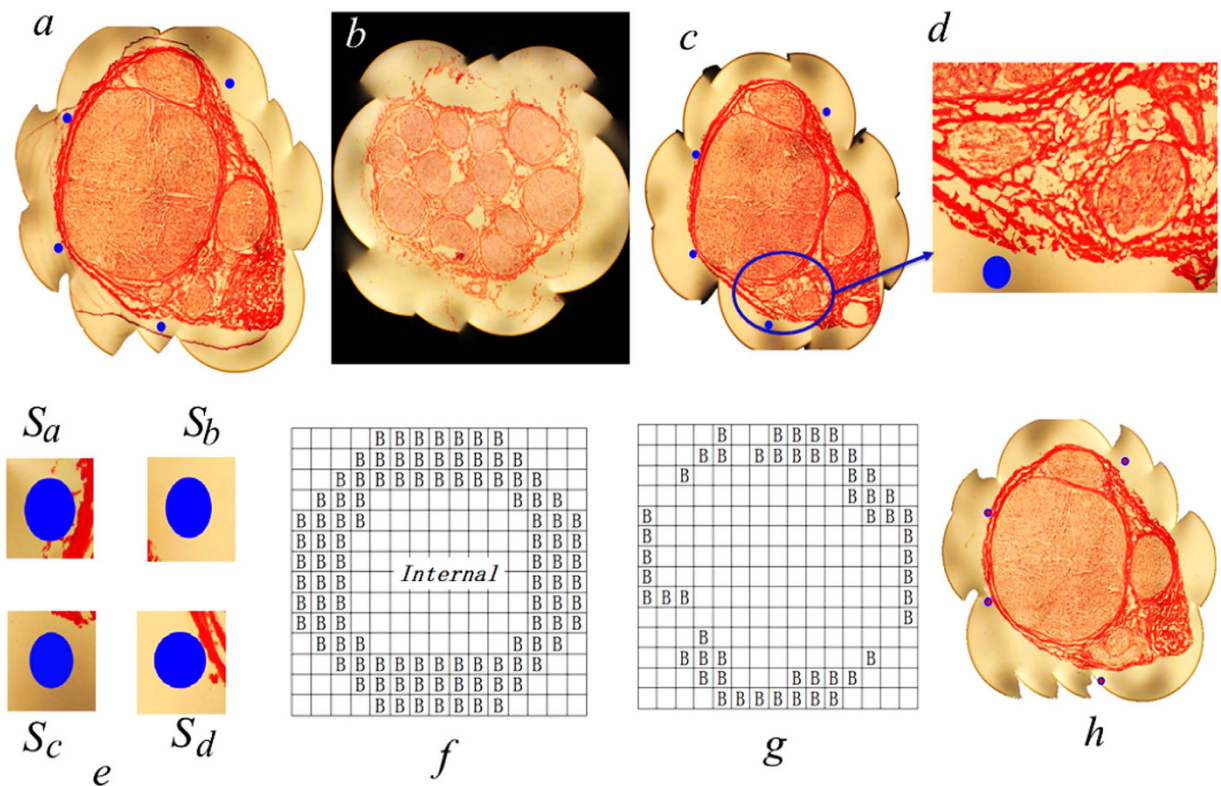 a
b
c
d
Sa
Sb
Sc
Sd
e
B B B B B B B
B B B B B B B B B
B B B B B B B B B B B
B B B B B B
B B B B B B B
B B B B B B
B B B B B B
B B B Internal B B B
B B B B B B
B B B B B B
B B B B B B
B B B B B B B B B B B
B B B B B B B B B
B B B B B B B
f
B B B B B
B B B B B B B B
B B B
B B B
B B B B
B B
B B
B B
B B B B
B
B
B B B B
B B B B B B
B B B B B B B
g
h